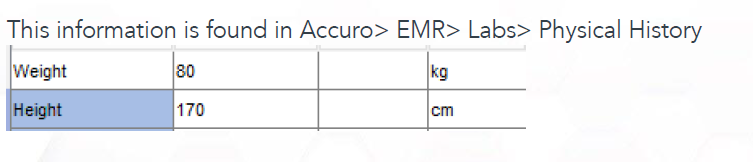 This information is found in Accuro> EMR> Labs> Physical History
Weight 80 kg
Height 170 cm